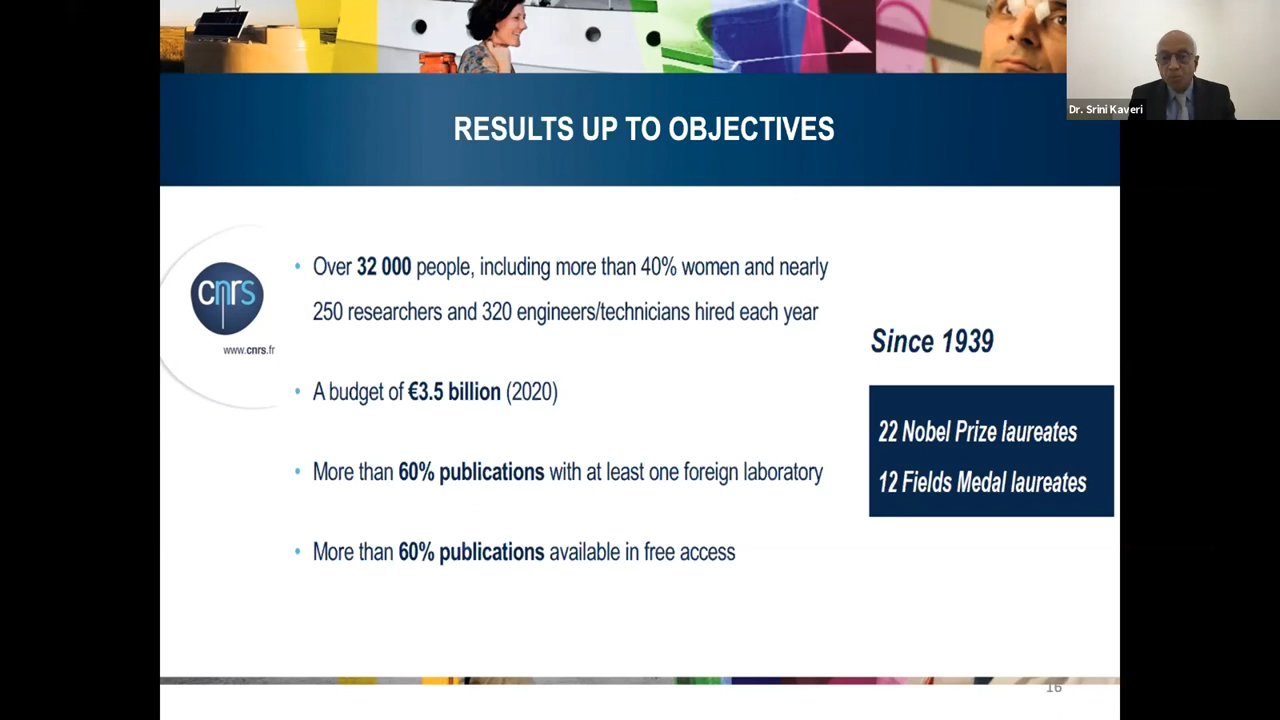 Dr. Srini Kaveri
RESULTS UP TO OBJECTIVES
cnrs
www.cnrs.fr
• Over 32 000 people, including more than 40% women and nearly
250 researchers and 320 engineers/technicians hired each year
• A budget of €3.5 billion (2020)
• More than 60% publications with at least one foreign laboratory
• More than 60% publications available in free access
Since 1939
22 Nobel Prize laureates
12 Fields Medal laureates
16